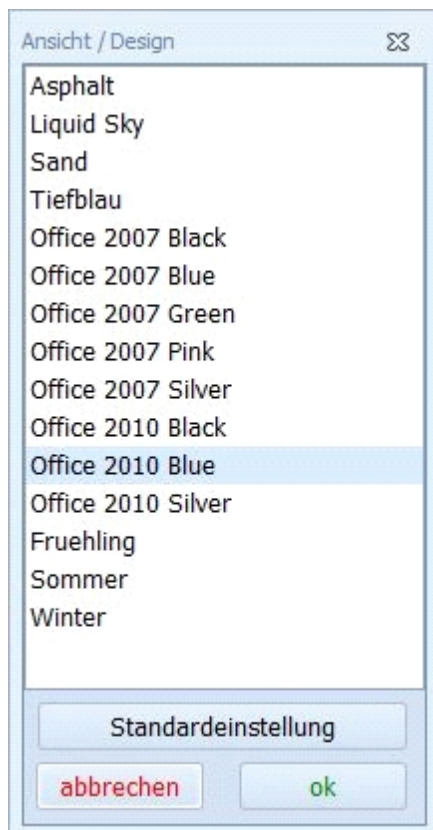 Ansicht / Design
Asphalt
Liquid Sky
Sand
Tiefblau
Office 2007 Black
Office 2007 Blue
Office 2007 Green
Office 2007 Pink
Office 2007 Silver
Office 2010 Black
Office 2010 Blue
Office 2010 Silver
Fruehling
Sommer
Winter
Standardeinstellung
abbrechen ok